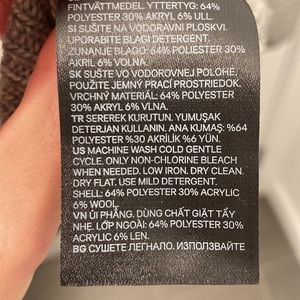 FINTVÄTTMEDEL. YTTERTYG: 64%
POLYESTER 30% AKRYL 6% ULL.
SI SUŠITE NA VODORAVNI PLOSKVI.
UPORABITE BLAGI DETERGENT.
ZUNANJE BLAGO: 64% POLIESTER 30%
AKRIL 6% VOLNA.
SK SUŠTE VO VODOROVNEJ POLOHE.
POUŽITE JEMNÝ PRACÍ PROSTRIEDOK.
VRCHNÝ MATERIÁL: 64% POLYESTER
30% AKRYL 6% VLNA.
TR SEREREK KURUTUN. YUMUŞAK
DETERJAN KULLANIN. ANA KUMAŞ: %64
POLYESTER %30 AKRİLİK %6 YÜN.
US MACHINE WASH COLD GENTLE
CYCLE. ONLY NON-CHLORINE BLEACH
WHEN NEEDED. LOW IRON. DRY CLEAN.
DRY FLAT. USE MILD DETERGENT.
SHELL: 64% POLYESTER 30% ACRYLIC
6% WOOL.
VN ỦI PHẲNG. DÙNG CHẤT GIẶT TẨY
NHẸ. LỚP NGOÀI: 64% POLYESTER 30%
ACRYLIC 6% LEN.
BG СУШЕТЕ ЛЕГНАЛО. ИЗПОЛЗВАЙТЕ